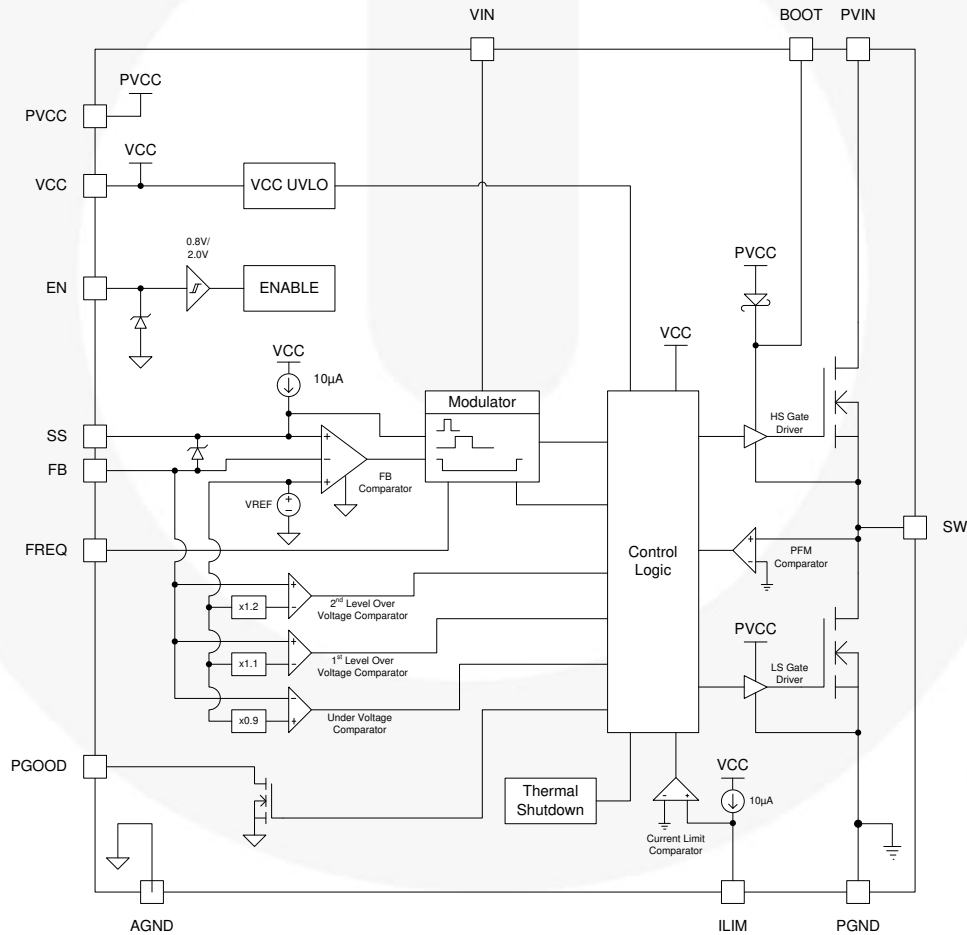 VIN
BOOT
PVIN
PVCC
PVCC
VCC
VCC
VCC UVLO
0.8V/
2.0V
EN
ENABLE
PVCC
VCC
10µA
VCC
Modulator
SS
FB
+
−
+
FB
Comparator
HS Gate
Driver
VREF
+
−
FREQ
Control
Logic
+
−
PFM
Comparator
SW
x1.2
+
−
2nd Level Over
Voltage Comparator
x1.1
+
−
1st Level Over
Voltage Comparator
PVCC
LS Gate
Driver
x0.9
−
+
Under Voltage
Comparator
PGOOD
Thermal
Shutdown
VCC
10µA
-
+
Current Limit
Comparator
AGND
ILIM
PGND